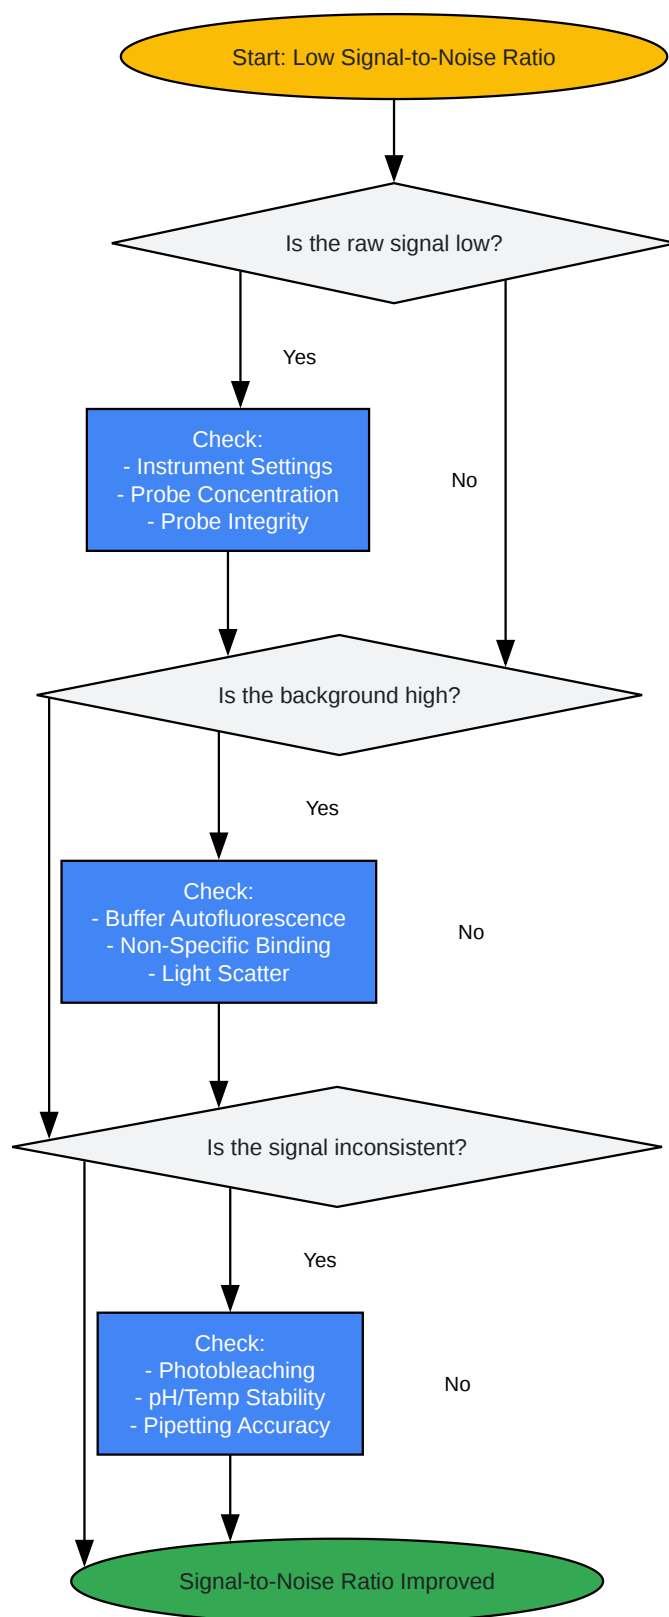 Start: Low Signal-to-Noise Ratio
Is the raw signal low?
Yes
Check:
- Instrument Settings
- Probe Concentration
- Probe Integrity
No
Is the background high?
Yes
Check:
- Buffer Autofluorescence
- Non-Specific Binding
- Light Scatter
No
Is the signal inconsistent?
Yes
Check:
- Photobleaching
- pH/Temp Stability
- Pipetting Accuracy
No
Signal-to-Noise Ratio Improved